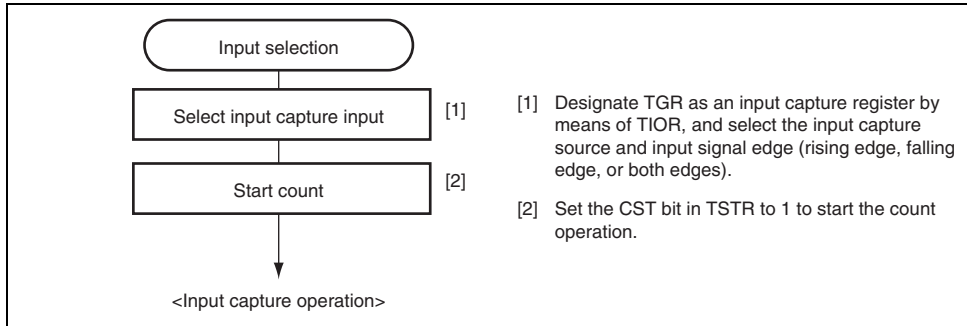 Input selection
Select input capture input
[1]
Start count
[2]
<Input capture operation>
[1] Designate TGR as an input capture register by
means of TIOR, and select the input capture
source and input signal edge (rising edge, falling
edge, or both edges).
[2] Set the CST bit in TSTR to 1 to start the count
operation.